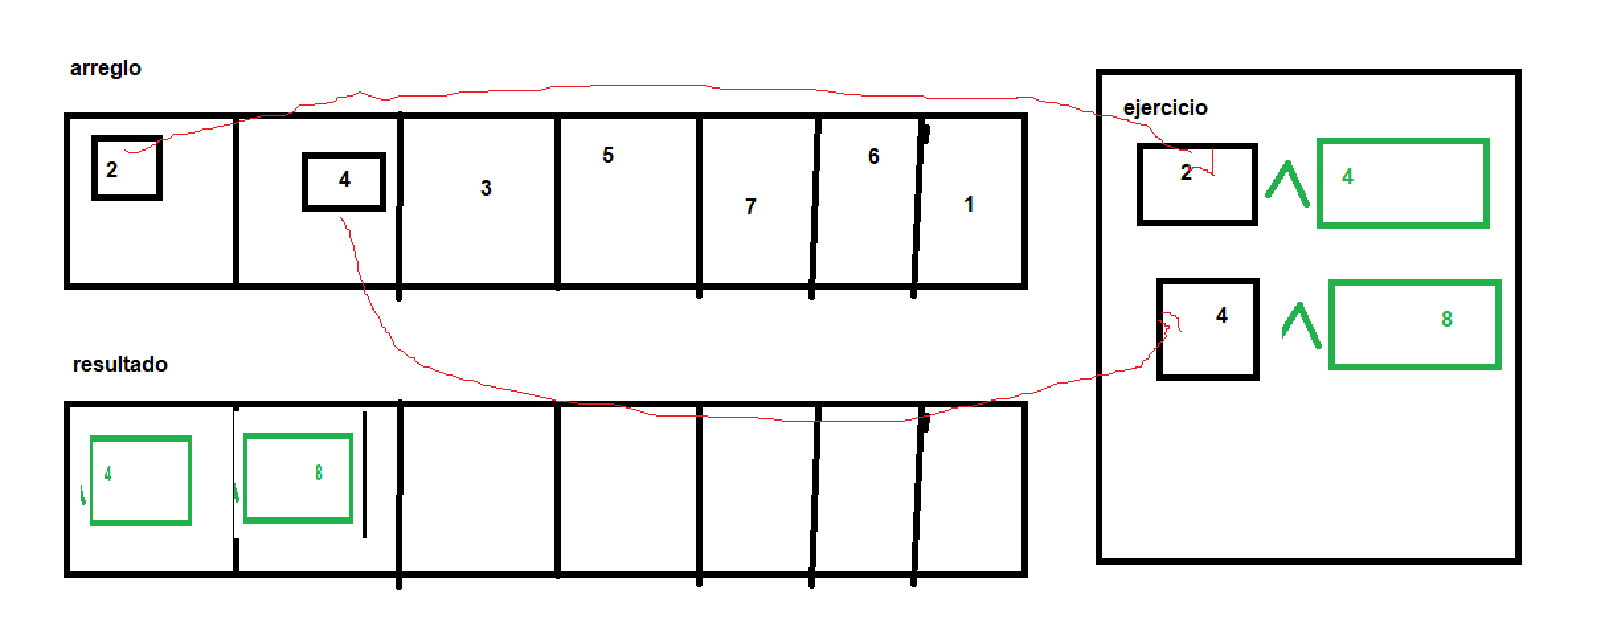 arreglo
2 4 3 5 7 6 1
resultado
4 8
ejercicio
2 ^ 4
4 ^ 8